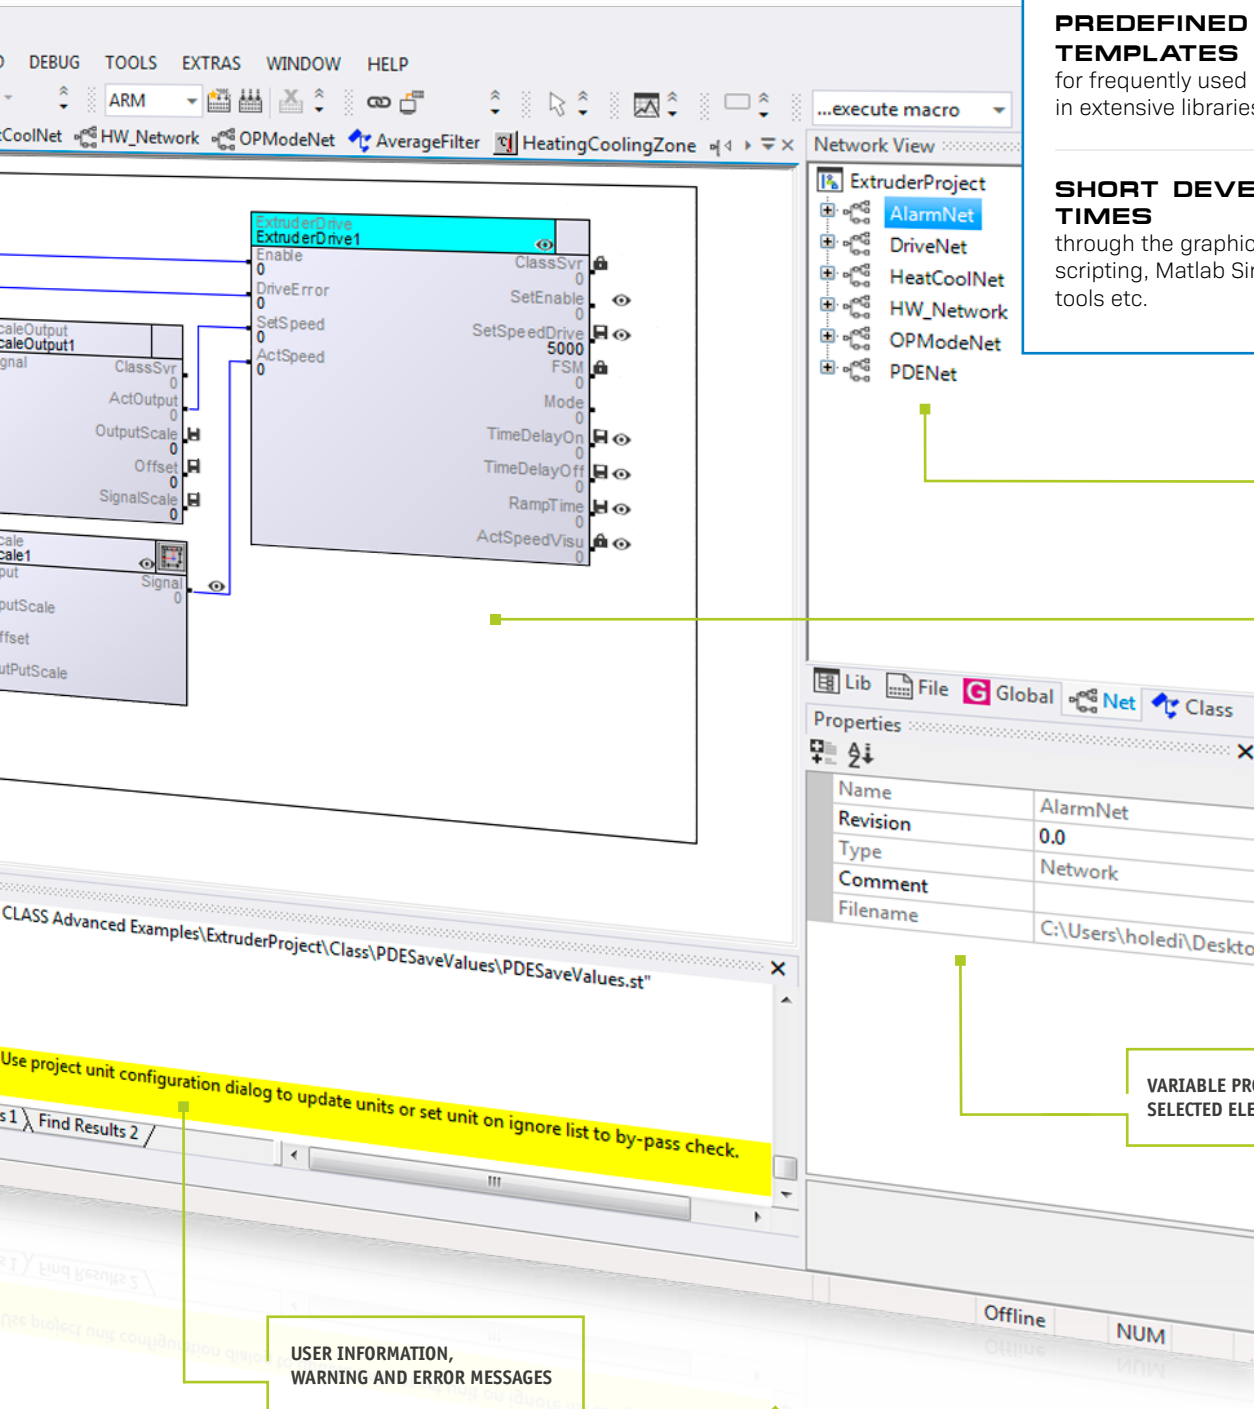 PREDEFINED
TEMPLATES
for frequently used
in extensive libraries
SHORT DEVE
TIMES
through the graphic
scripting, Matlab Sim
tools etc.
DEBUG TOOLS EXTRAS WINDOW HELP
ARM
...execute macro
CoolNet HW_Network OPModeNet AverageFilter HeatingCoolingZone
Network View
ExtruderProject
AlarmNet
DriveNet
HeatCoolNet
HW_Network
OPModeNet
PDENet
ExtruderDrive
ExtruderDrive1
Enable
0
DriveError
0
SetSpeed
0
ActSpeed
0
ClassSvr
0
SetEnable
0
SetSpeedDrive
5000
FSM
0
Mode
0
TimeDelayOn
0
TimeDelayOff
0
RampTime
0
ActSpeedVisu
0
caleOutput
caleOutput1
gnal
ClassSvr
0
ActOutput
0
OutputScale
0
Offset
0
SignalScale
0
cale
cale1
put
Signal
0
putScale
ffset
utPutScale
Lib File G Global Net Class
Properties
Name AlarmNet
Revision 0.0
Type Network
Comment
Filename C:\Users\holedi\Deskto
CLASS Advanced Examples\ExtruderProject\Class\PDESaveValues\PDESaveValues.st"
Use project unit configuration dialog to update units or set unit on ignore list to by-pass check.
s 1 Find Results 2
VARIABLE PRO
SELECTED ELE
Offline NUM
USER INFORMATION,
WARNING AND ERROR MESSAGES